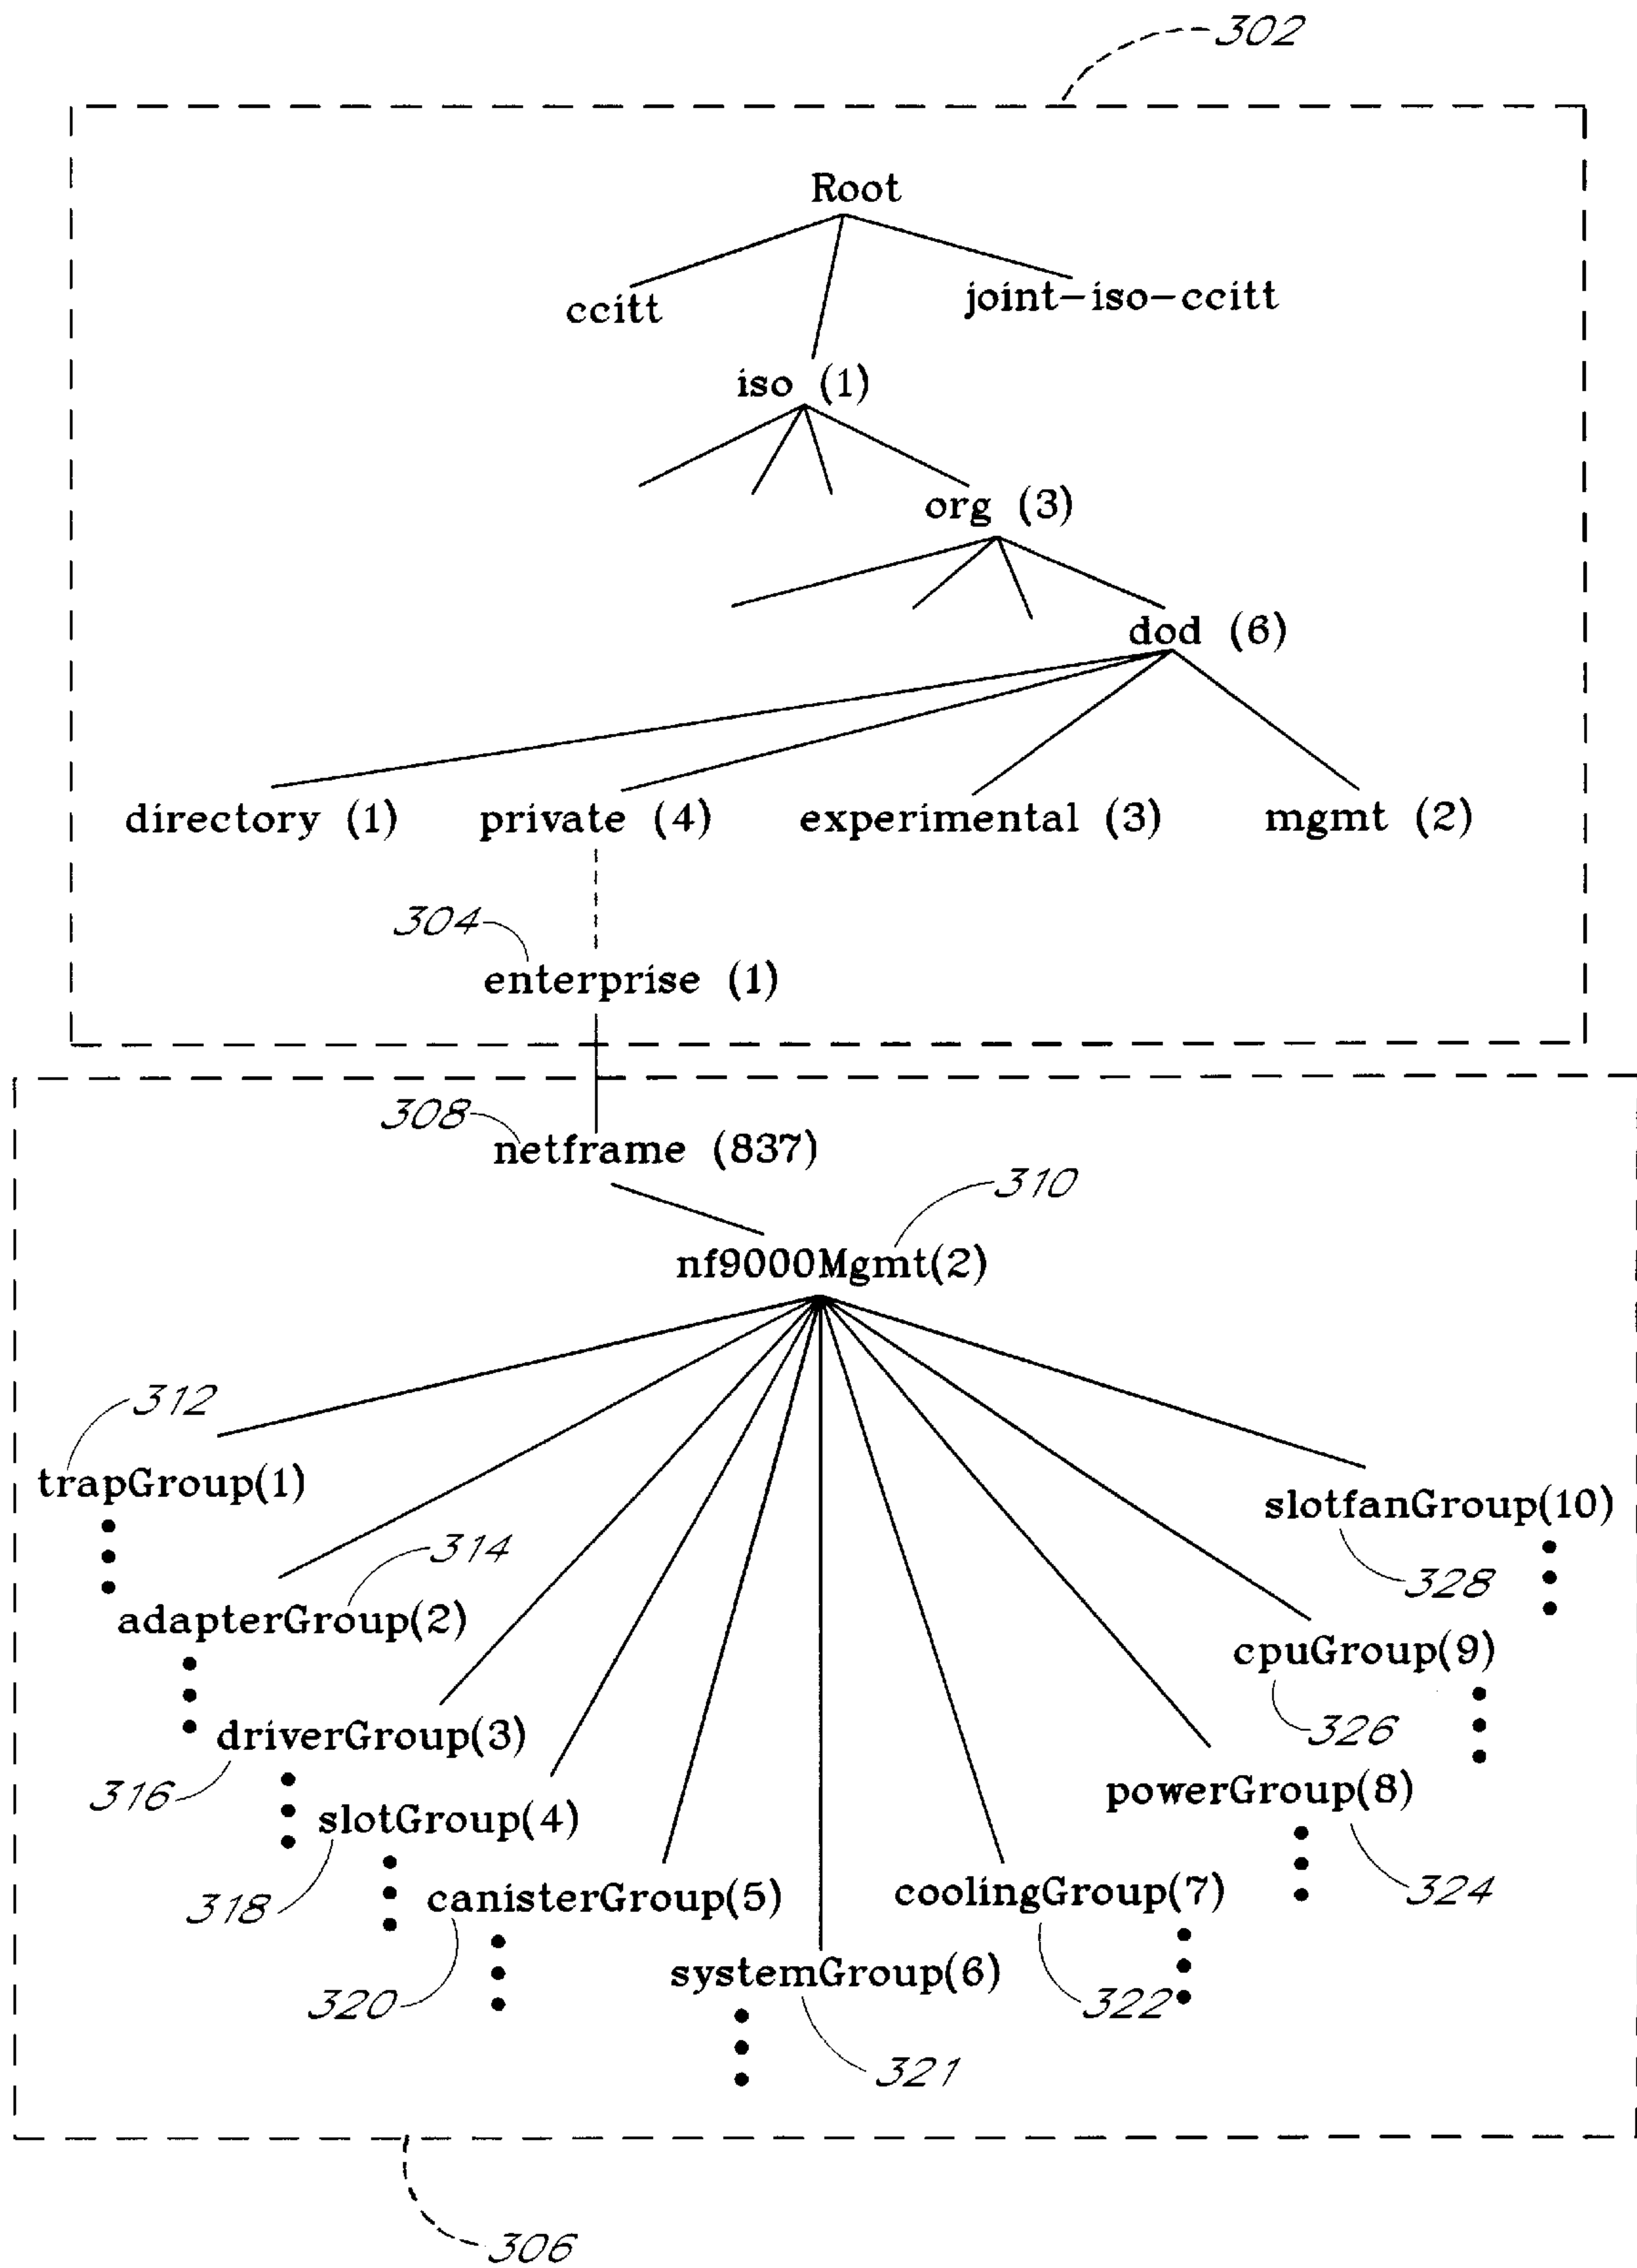 302
Root
ccitt
joint-iso-ccitt
iso (1)
org (3)
dod (6)
directory (1) private (4) experimental (3) mgmt (2)
304
enterprise (1)
308
netframe (837)
310
nf9000Mgmt(2)
312
trapGroup(1)
slotfanGroup(10)
314
328
adapterGroup(2)
cpuGroup(9)
326
driverGroup(3)
316
powerGroup(8)
slotGroup(4)
318
324
canisterGroup(5)
coolingGroup(7)
320
322
systemGroup(6)
321
306